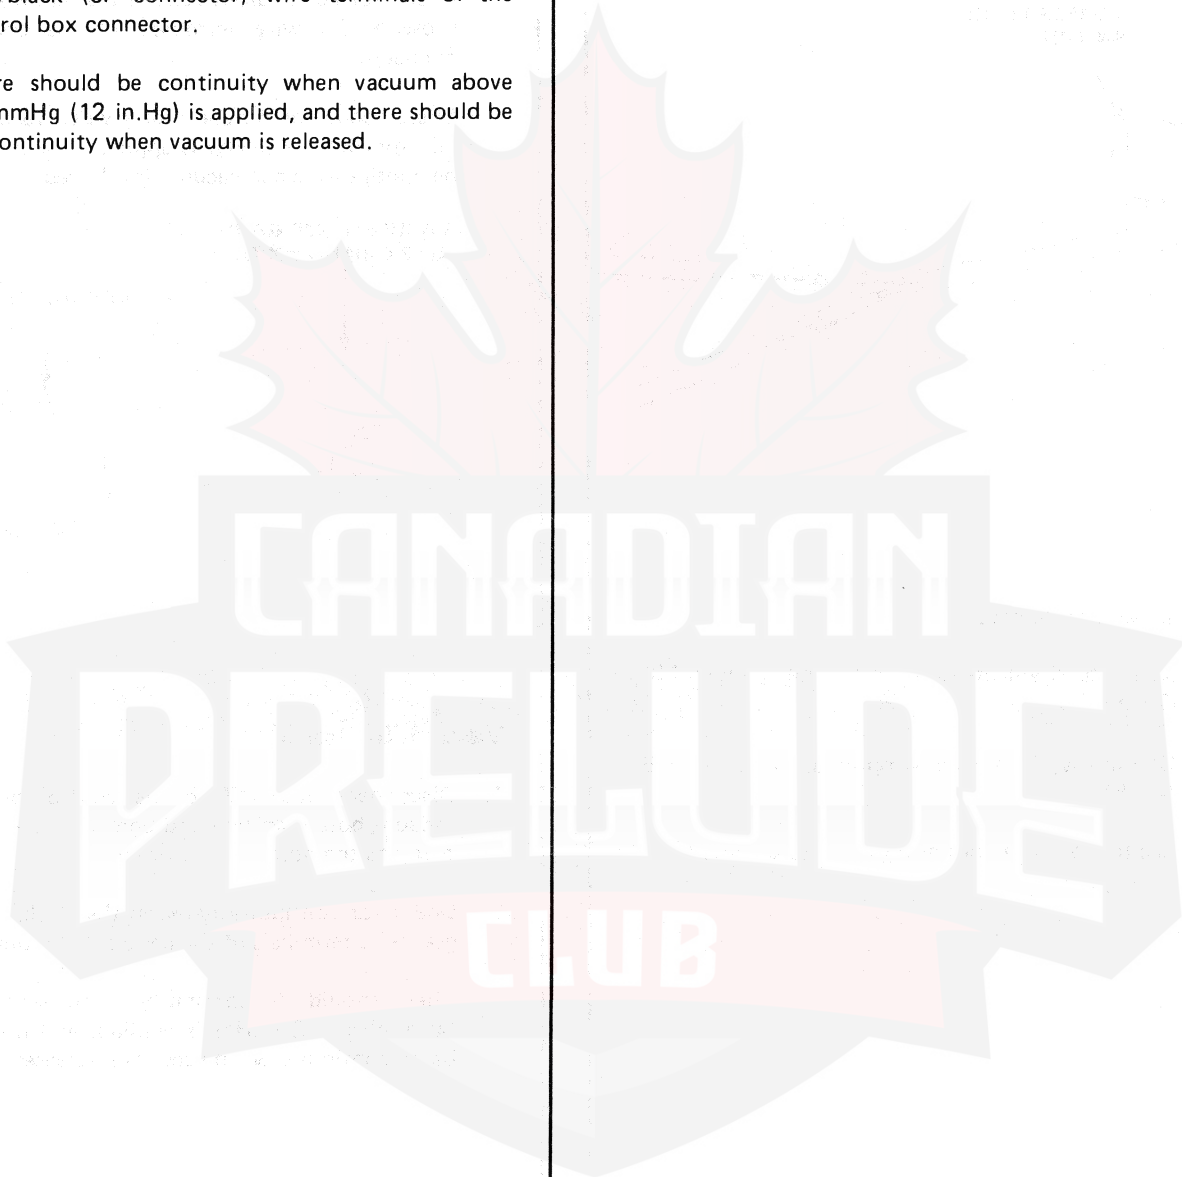 black (or connector) wire terminals of the
rol box connector.
re should be continuity when vacuum above
mmHg (12 in.Hg) is applied, and there should be
ontinuity when vacuum is released.
CANADIAN
PRELUDE
CLUB